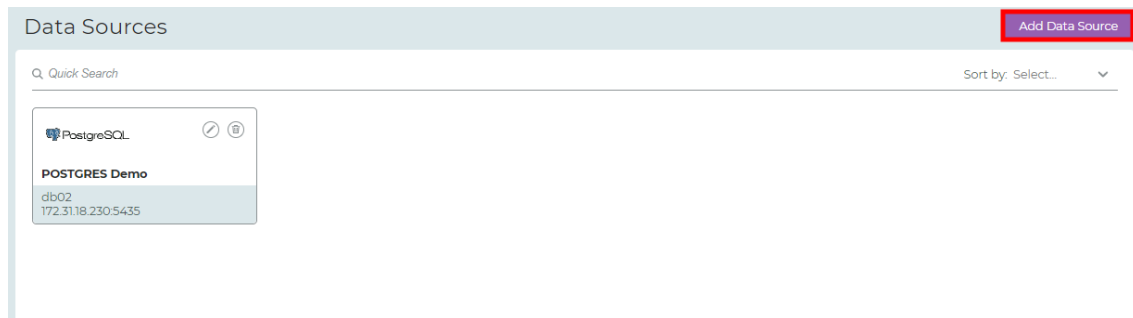 Data Sources
Add Data Source
Quick Search
Sort by: Select...
PostgreSQL
POSTGRES Demo
db02
172.31.18.230:5435